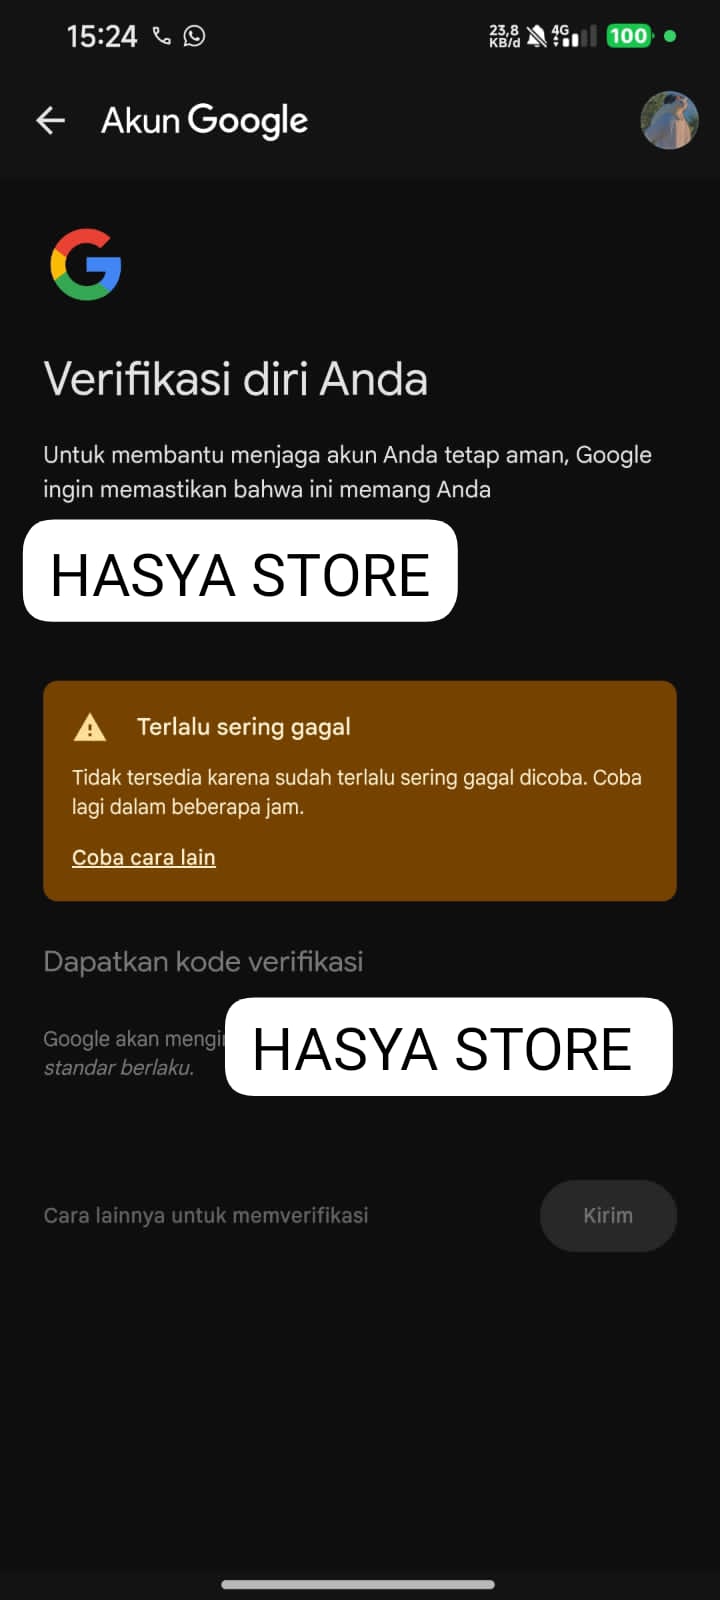 15:24
23,8 KB/d 4G 100
Akun Google
Verifikasi diri Anda
Untuk membantu menjaga akun Anda tetap aman, Google
ingin memastikan bahwa ini memang Anda
HASYA STORE
Terlalu sering gagal
Tidak tersedia karena sudah terlalu sering gagal dicoba. Coba
lagi dalam beberapa jam.
Coba cara lain
Dapatkan kode verifikasi
Google akan HASYA STORE
standar berlaku.
Cara lainnya untuk memverifikasi
Kirim